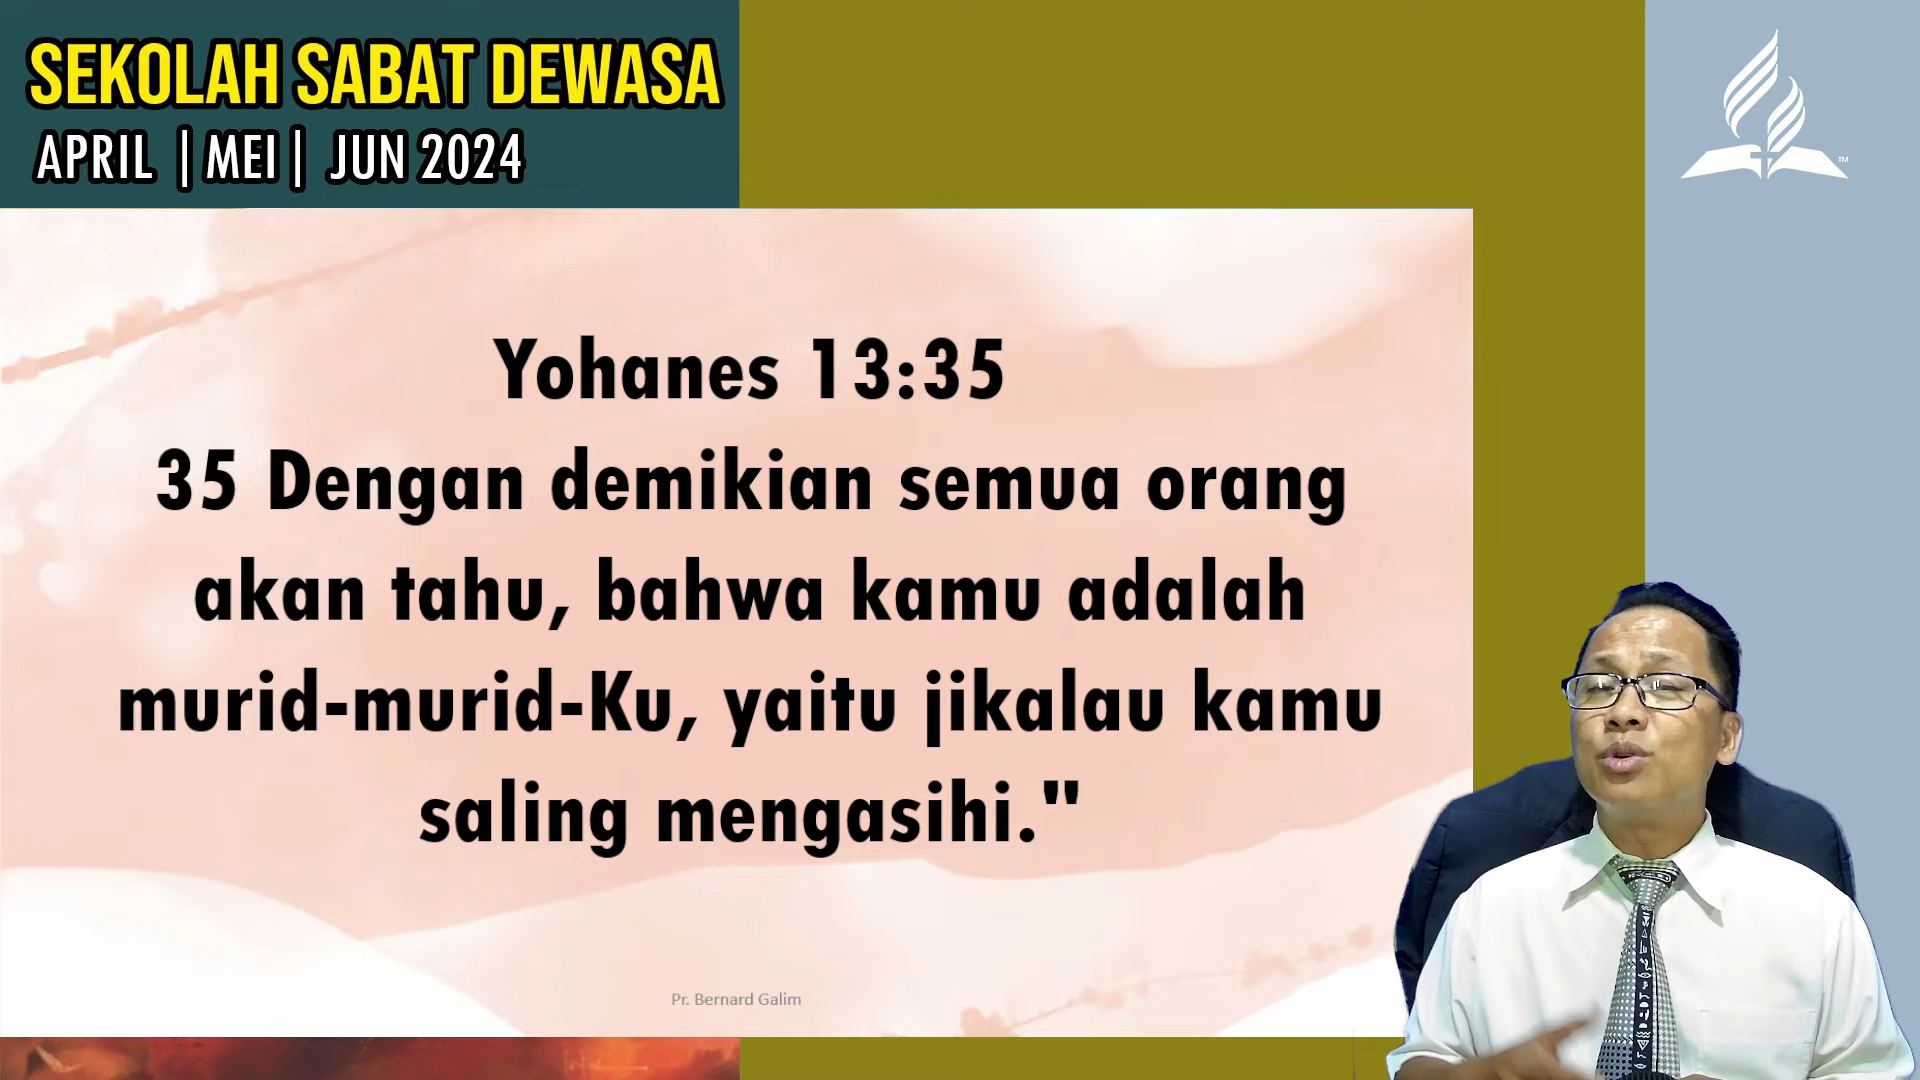 SEKOLAH SABAT DEWASA
APRIL | MEI | JUN 2024
TM
Yohanes 13:35
35 Dengan demikian semua orang
akan tahu, bahwa kamu adalah
murid-murid-Ku, yaitu jikalau kamu
saling mengasihi."
Pr. Bernard Galim